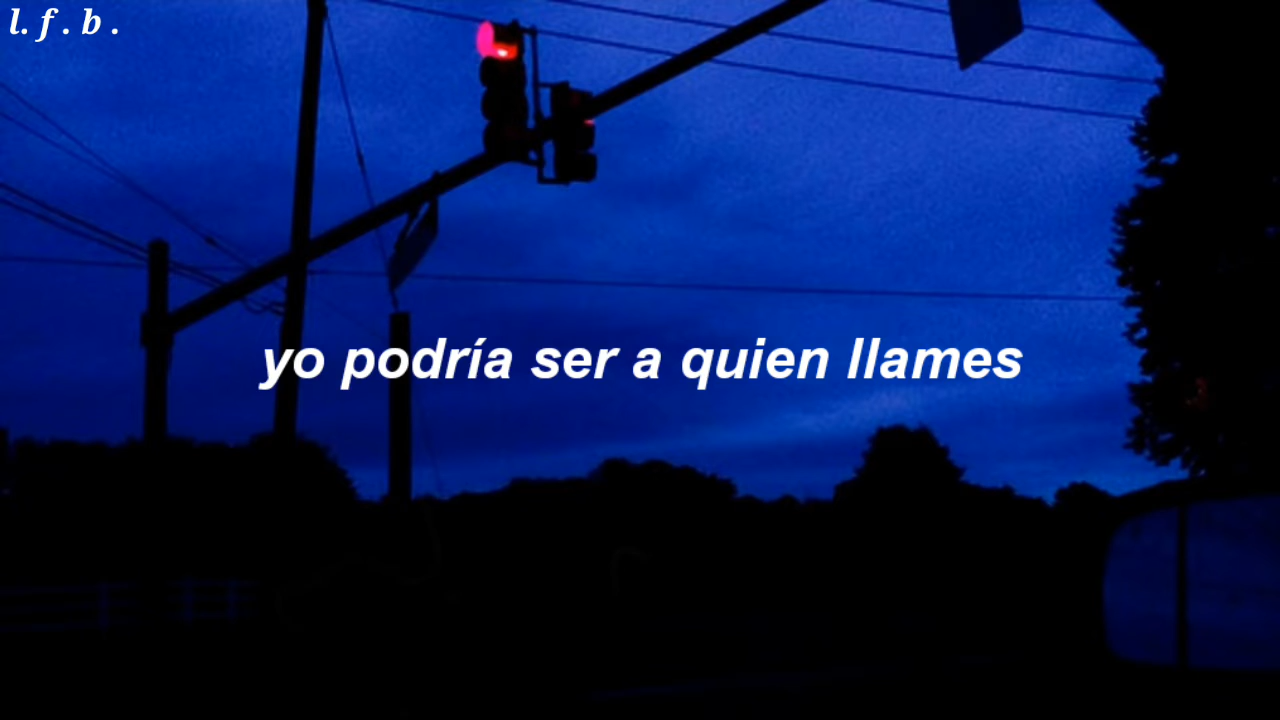 l. f . b .
yo podría ser a quien llames